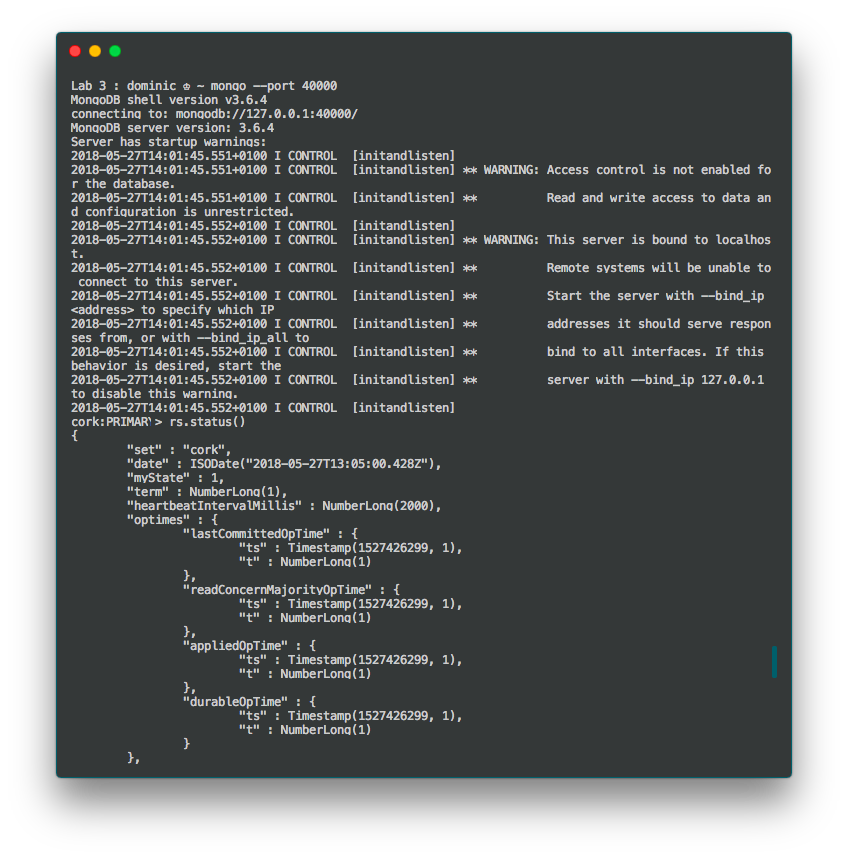 Lab 3 : dominic ♔ ~ mongo --port 40000
MongoDB shell version v3.6.4
connecting to: mongodb://127.0.0.1:40000/
MongoDB server version: 3.6.4
Server has startup warnings:
2018-05-27T14:01:45.551+0100 I CONTROL  [initandlisten]
2018-05-27T14:01:45.551+0100 I CONTROL  [initandlisten] ** WARNING: Access control is not enabled fo
r the database.
2018-05-27T14:01:45.551+0100 I CONTROL  [initandlisten] **          Read and write access to data an
d configuration is unrestricted.
2018-05-27T14:01:45.552+0100 I CONTROL  [initandlisten]
2018-05-27T14:01:45.552+0100 I CONTROL  [initandlisten] ** WARNING: This server is bound to localhos
t.
2018-05-27T14:01:45.552+0100 I CONTROL  [initandlisten] **          Remote systems will be unable to
 connect to this server.
2018-05-27T14:01:45.552+0100 I CONTROL  [initandlisten] **          Start the server with --bind_ip
<address> to specify which IP
2018-05-27T14:01:45.552+0100 I CONTROL  [initandlisten] **          addresses it should serve respon
ses from, or with --bind_ip_all to
2018-05-27T14:01:45.552+0100 I CONTROL  [initandlisten] **          bind to all interfaces. If this
behavior is desired, start the
2018-05-27T14:01:45.552+0100 I CONTROL  [initandlisten] **          server with --bind_ip 127.0.0.1
to disable this warning.
2018-05-27T14:01:45.552+0100 I CONTROL  [initandlisten]
cork:PRIMARY> rs.status()
{
        "set" : "cork",
        "date" : ISODate("2018-05-27T13:05:00.428Z"),
        "myState" : 1,
        "term" : NumberLong(1),
        "heartbeatIntervalMillis" : NumberLong(2000),
        "optimes" : {
                "lastCommittedOpTime" : {
                        "ts" : Timestamp(1527426299, 1),
                        "t" : NumberLong(1)
                },
                "readConcernMajorityOpTime" : {
                        "ts" : Timestamp(1527426299, 1),
                        "t" : NumberLong(1)
                },
                "appliedOpTime" : {
                        "ts" : Timestamp(1527426299, 1),
                        "t" : NumberLong(1)
                },
                "durableOpTime" : {
                        "ts" : Timestamp(1527426299, 1),
                        "t" : NumberLong(1)
                }
        },